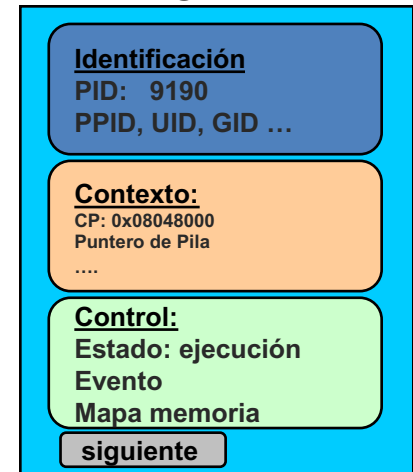 Identificación
PID: 9190
PPID, UID, GID …
Contexto:
CP: 0x08048000
Puntero de Pila
….
Control:
Estado: ejecución
Evento
Mapa memoria
siguiente